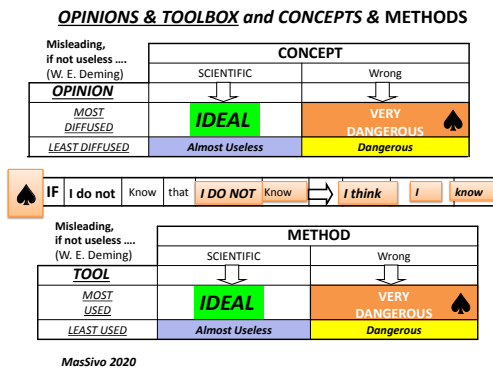 OPINIONS & TOOLBOX and CONCEPTS & METHODS
Misleading,
if not useless ....
(W. E. Deming)
CONCEPT
SCIENTIFIC
Wrong
OPINION
MOST
DIFFUSED
IDEAL
VERY
DANGEROUS
LEAST DIFFUSED
Almost Useless
Dangerous
IF I do not Know that I DO NOT Know I think I know
Misleading,
if not useless ....
(W. E. Deming)
METHOD
SCIENTIFIC
Wrong
TOOL
MOST
USED
IDEAL
VERY
DANGEROUS
LEAST USED
Almost Useless
Dangerous
MasSivo 2020